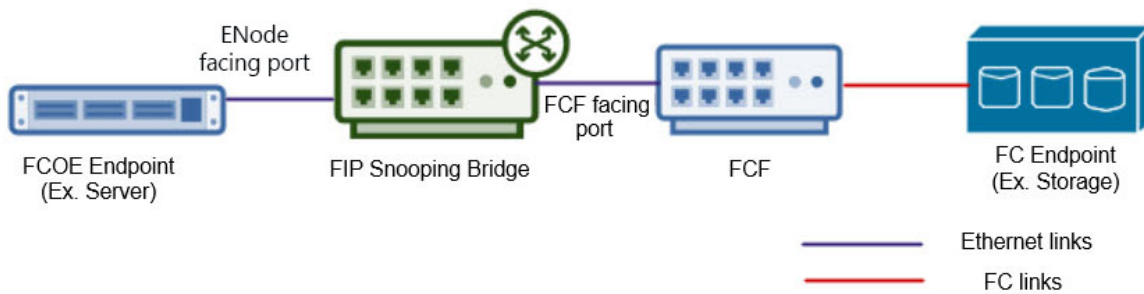 ENode
facing port
FCF facing
port
FCOE Endpoint
(Ex. Server)
FIP Snooping Bridge
FCF
FC Endpoint
(Ex. Storage)
Ethernet links
FC links